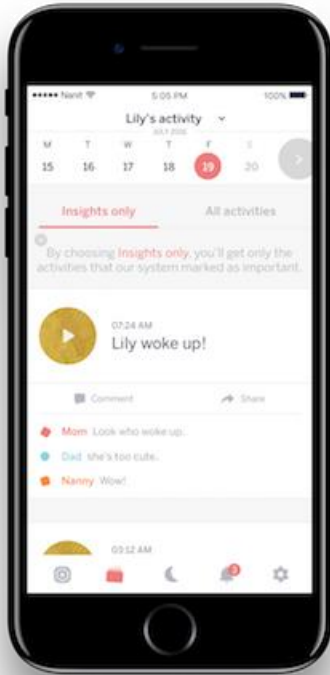 Nanit 5:05 PM 100%
Lily's activity
JULY 2016
M T W T F S
15 16 17 18 19 20
Insights only All activities
By choosing Insights only, you'll get only the
activities that our system marked as important.
07:24 AM
Lily woke up!
Comment Share
Mom Look who woke up..
Dad she's too cute..
Nanny Wow!
03:12 AM
3